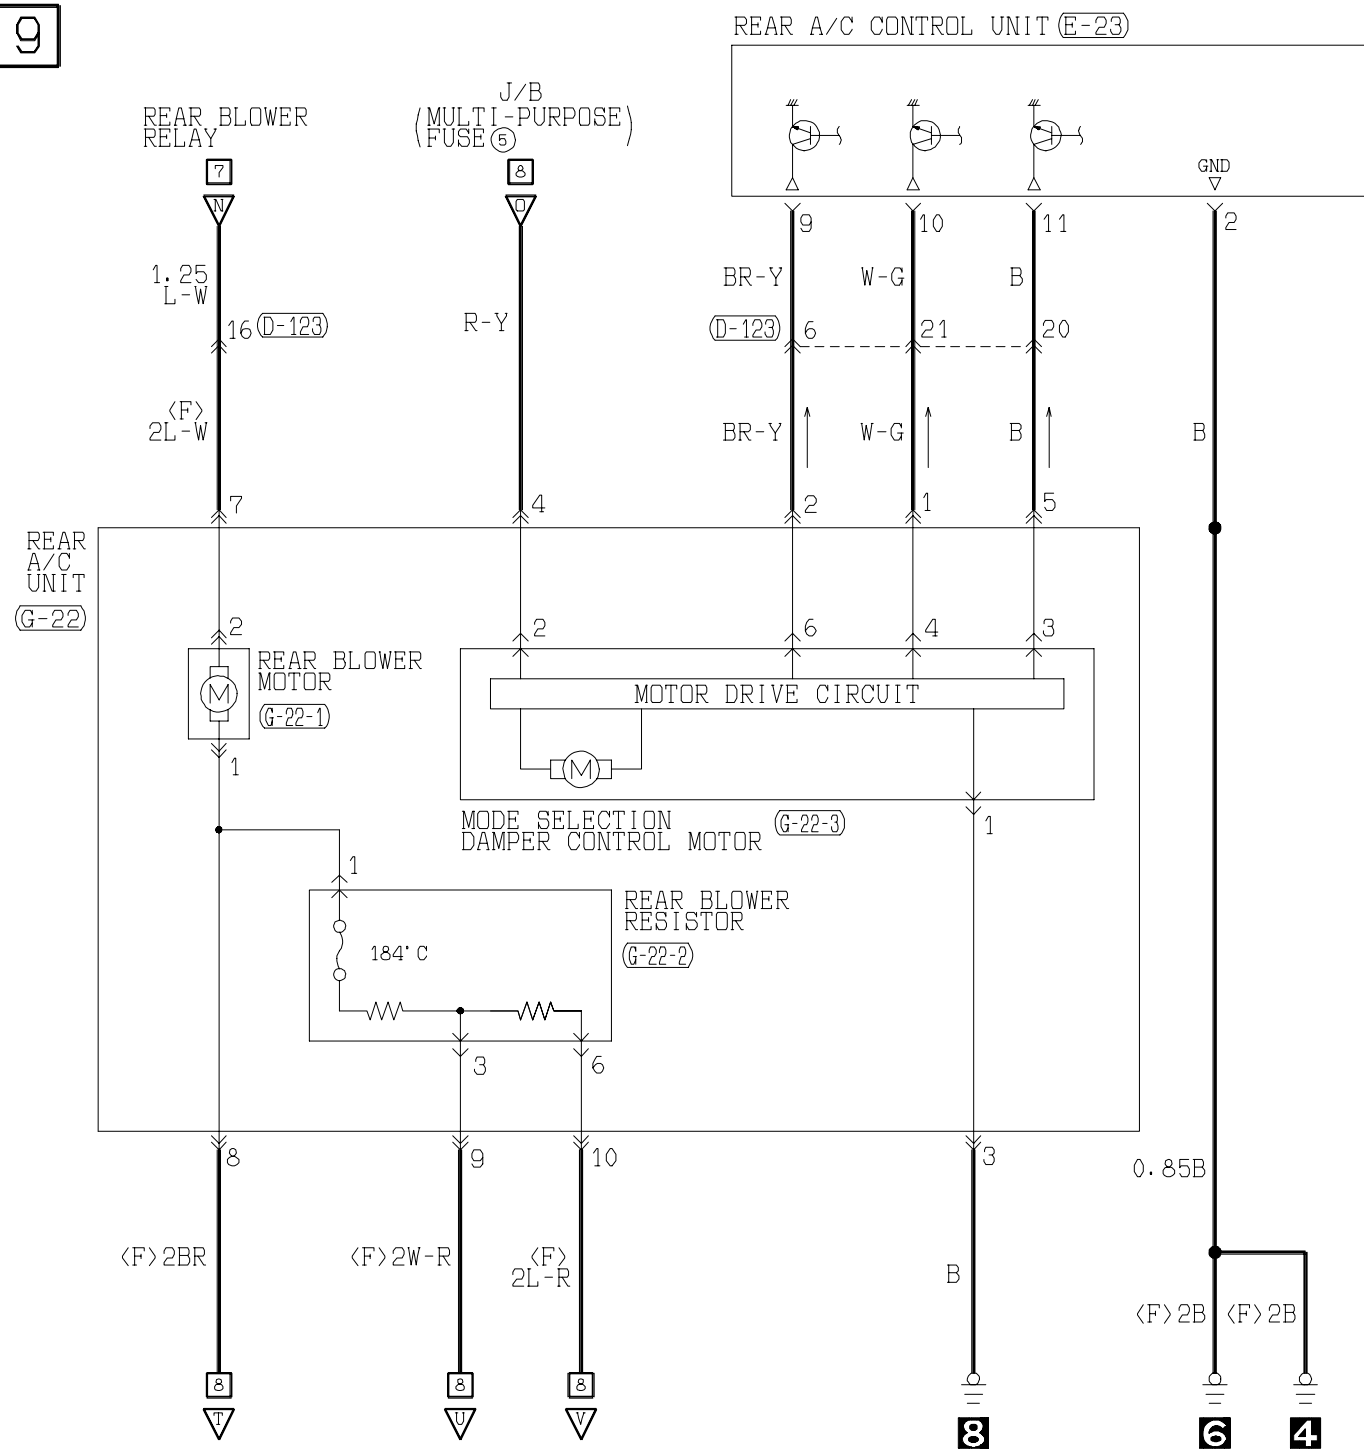 9
REAR A/C CONTROL UNIT (E-23)
J/B
(MULTI-PURPOSE)
FUSE ⑤
REAR BLOWER
RELAY
7
8
GND
N
O
9
10
11
2
1.25
L-W
BR-Y
W-G
B
16 (D-123)
R-Y
(D-123) 6
21
20
<F>
2L-W
BR-Y
W-G
B
B
7
4
2
1
5
REAR
A/C
UNIT
(G-22)
2
2
6
4
3
REAR BLOWER
MOTOR
(G-22-1)
M
MOTOR DRIVE CIRCUIT
1
M
MODE SELECTION
DAMPER CONTROL MOTOR
(G-22-3)
1
1
REAR BLOWER
RESISTOR
(G-22-2)
184°C
3
6
8
9
10
3
0.85B
<F>2BR
<F>2W-R
<F>
2L-R
B
<F>2B
<F>2B
8
8
8
T
U
V
8
6
4